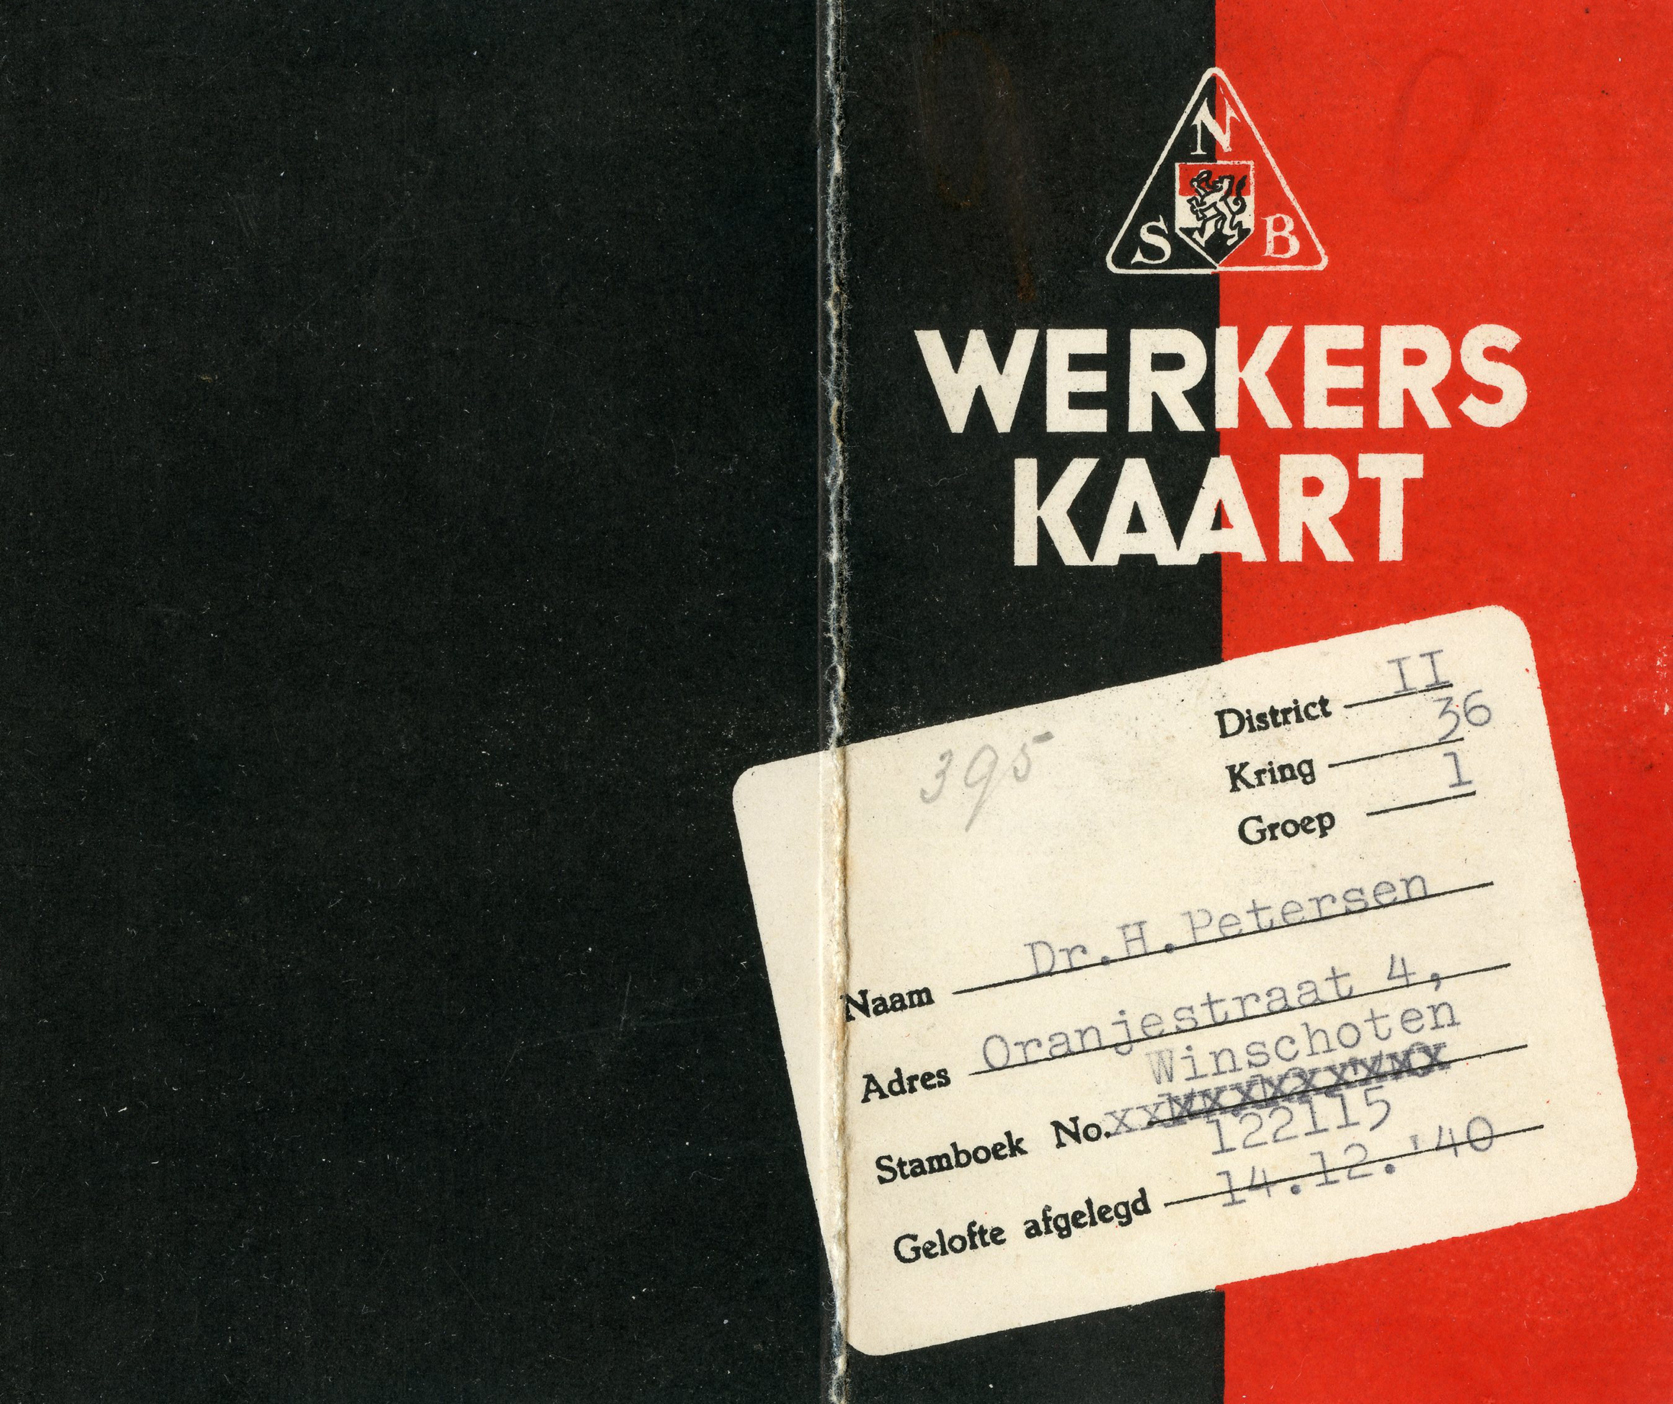 N
S B
WERKERS
KAART
395
District II
Kring 36
Groep 1
Naam Dr.H.Petersen
Adres Oranjestraat 4,
Winschoten
Stamboek No.
122115
Gelofte afgelegd 14.12.'40